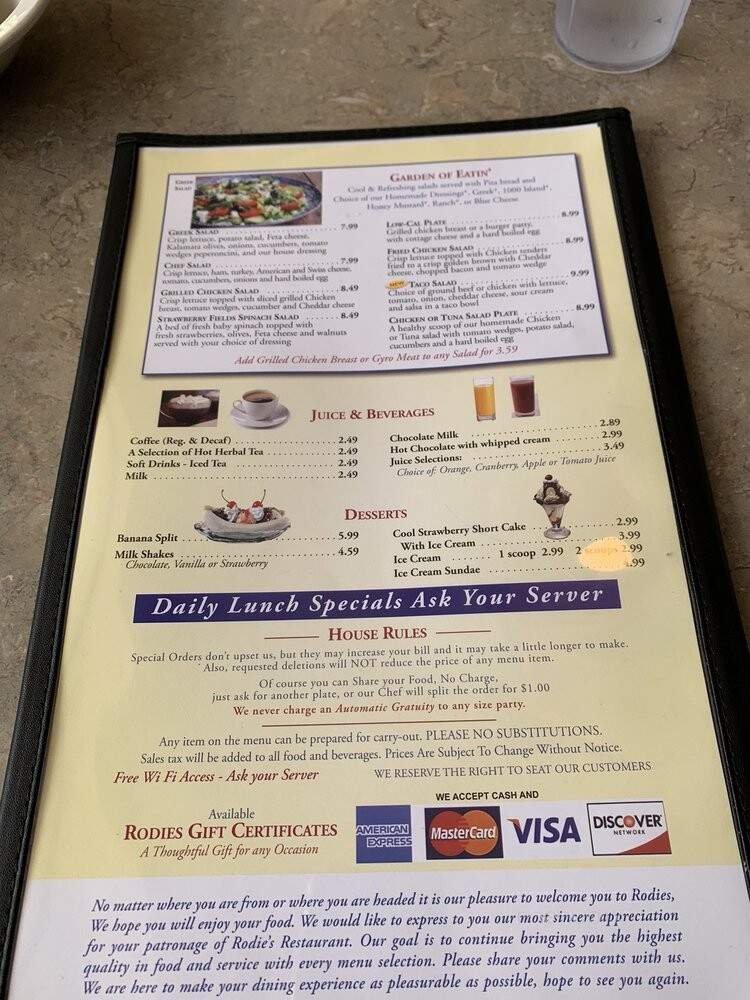 GREEK
SALAD
GARDEN OF EATIN'
Cool & Refreshing salads served with Pita bread and
Choice of our Homemade Dressings*, Greek*, 1000 Island*,
Honey Mustard*, Ranch*, or Blue Cheese
GREEK SALAD 7.99
Crisp lettuce, potato salad, Feta cheese,
Kalamata olives, onions, cucumbers, tomato
wedges peperoncini, and our house dressing
CHEF SALAD 7.99
Crisp lettuce, ham, turkey, American and Swiss cheese,
tomato, cucumbers, onions and hard boiled egg
GRILLED CHICKEN SALAD 8.49
Crisp lettuce topped with sliced grilled Chicken
breast, tomato wedges, cucumber and Cheddar cheese
STRAWBERRY FIELDS SPINACH SALAD 8.49
A bed of fresh baby spinach topped with
fresh strawberries, olives, Feta cheese and walnuts
served with your choice of dressing
LOW-CAL PLATE 8.99
Grilled chicken breast or a burger patty,
with cottage cheese and a hard boiled egg
FRIED CHICKEN SALAD 8.99
Crisp lettuce topped with Chicken tenders
fried to a crisp golden brown with Cheddar
cheese, chopped bacon and tomato wedge
NEW TACO SALAD 9.99
Choice of ground beef or chicken with lettuce,
tomato, onion, cheddar cheese, sour cream
and salsa in a taco bowl
CHICKEN OR TUNA SALAD PLATE 8.99
A healthy scoop of our homemade Chicken
or Tuna salad with tomato wedges, potato salad,
cucumbers and a hard boiled egg
Add Grilled Chicken Breast or Gyro Meat to any Salad for 3.59
JUICE & BEVERAGES
Coffee (Reg. & Decaf) 2.49
A Selection of Hot Herbal Tea 2.49
Soft Drinks - Iced Tea 2.49
Milk 2.49
Chocolate Milk 2.89
Hot Chocolate with whipped cream 2.99
Juice Selections: 3.49
Choice of: Orange, Cranberry, Apple or Tomato Juice
DESSERTS
Banana Split 5.99
Milk Shakes 4.59
Chocolate, Vanilla or Strawberry
Cool Strawberry Short Cake 2.99
With Ice Cream 3.99
Ice Cream 1 scoop 2.99 2 scoops 2.99
Ice Cream Sundae .99
Daily Lunch Specials Ask Your Server
HOUSE RULES
Special Orders don't upset us, but they may increase your bill and it may take a little longer to make.
Also, requested deletions will NOT reduce the price of any menu item.
Of course you can Share your Food, No Charge,
just ask for another plate, or our Chef will split the order for $1.00
We never charge an Automatic Gratuity to any size party.
Any item on the menu can be prepared for carry-out. PLEASE NO SUBSTITUTIONS.
Sales tax will be added to all food and beverages. Prices Are Subject To Change Without Notice.
Free Wi Fi Access - Ask your Server WE RESERVE THE RIGHT TO SEAT OUR CUSTOMERS
WE ACCEPT CASH AND
Available
RODIES GIFT CERTIFICATES
A Thoughtful Gift for any Occasion
AMERICAN
EXPRESS
MasterCard
VISA
DISCOVER
NETWORK
No matter where you are from or where you are headed it is our pleasure to welcome you to Rodies,
We hope you will enjoy your food. We would like to express to you our most sincere appreciation
for your patronage of Rodie's Restaurant. Our goal is to continue bringing you the highest
quality in food and service with every menu selection. Please share your comments with us.
We are here to make your dining experience as pleasurable as possible, hope to see you again.